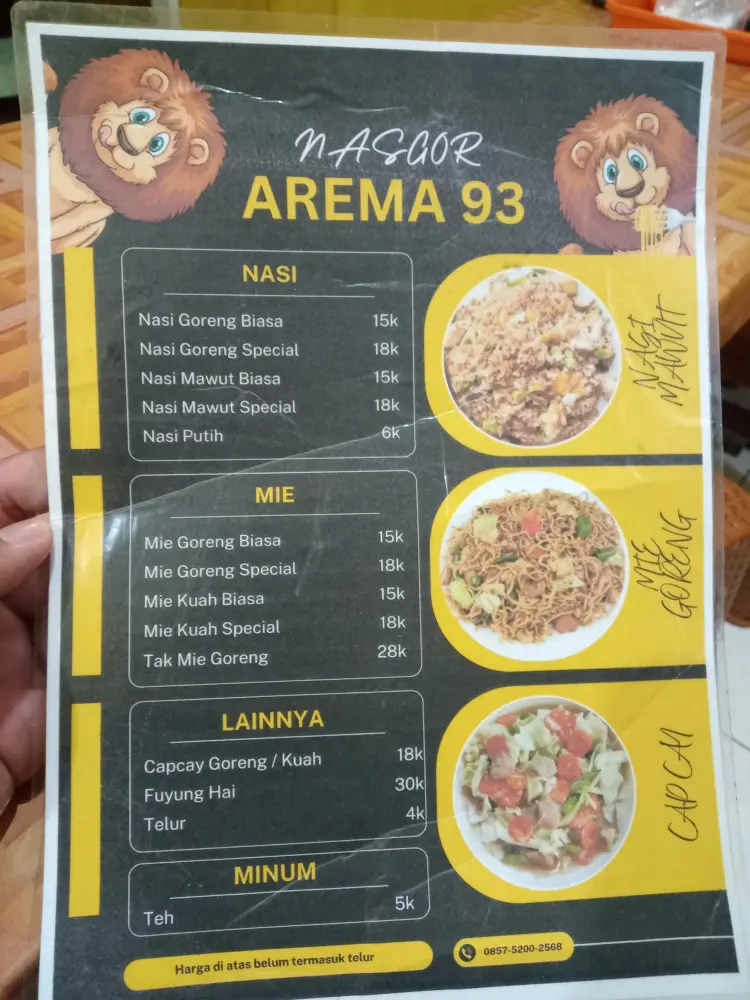 NASGOR
AREMA 93
NASI
Nasi Goreng Biasa 15k
Nasi Goreng Special 18k
Nasi Mawut Biasa 15k
Nasi Mawut Special 18k
Nasi Putih 6k
NASI
MAWUT
MIE
Mie Goreng Biasa 15k
Mie Goreng Special 18k
Mie Kuah Biasa 15k
Mie Kuah Special 18k
Tak Mie Goreng 28k
MIE
GORENG
LAINNYA
Capcay Goreng / Kuah 18k
Fuyung Hai 30k
Telur 4k
CAP CAY
MINUM
Teh 5k
Harga di atas belum termasuk telur
0857-5200-2568